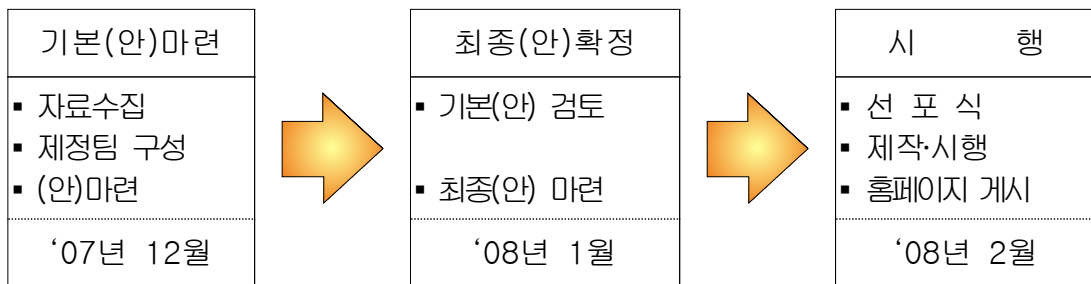 기본(안)마련
▪ 자료수집
▪ 제정팀 구성
▪ (안)마련
‘07년 12월
최종(안)확정
▪ 기본(안) 검토
▪ 최종(안) 마련
‘08년 1월
시 행
▪ 선 포 식
▪ 제작·시행
▪ 홈페이지 게시
‘08년 2월